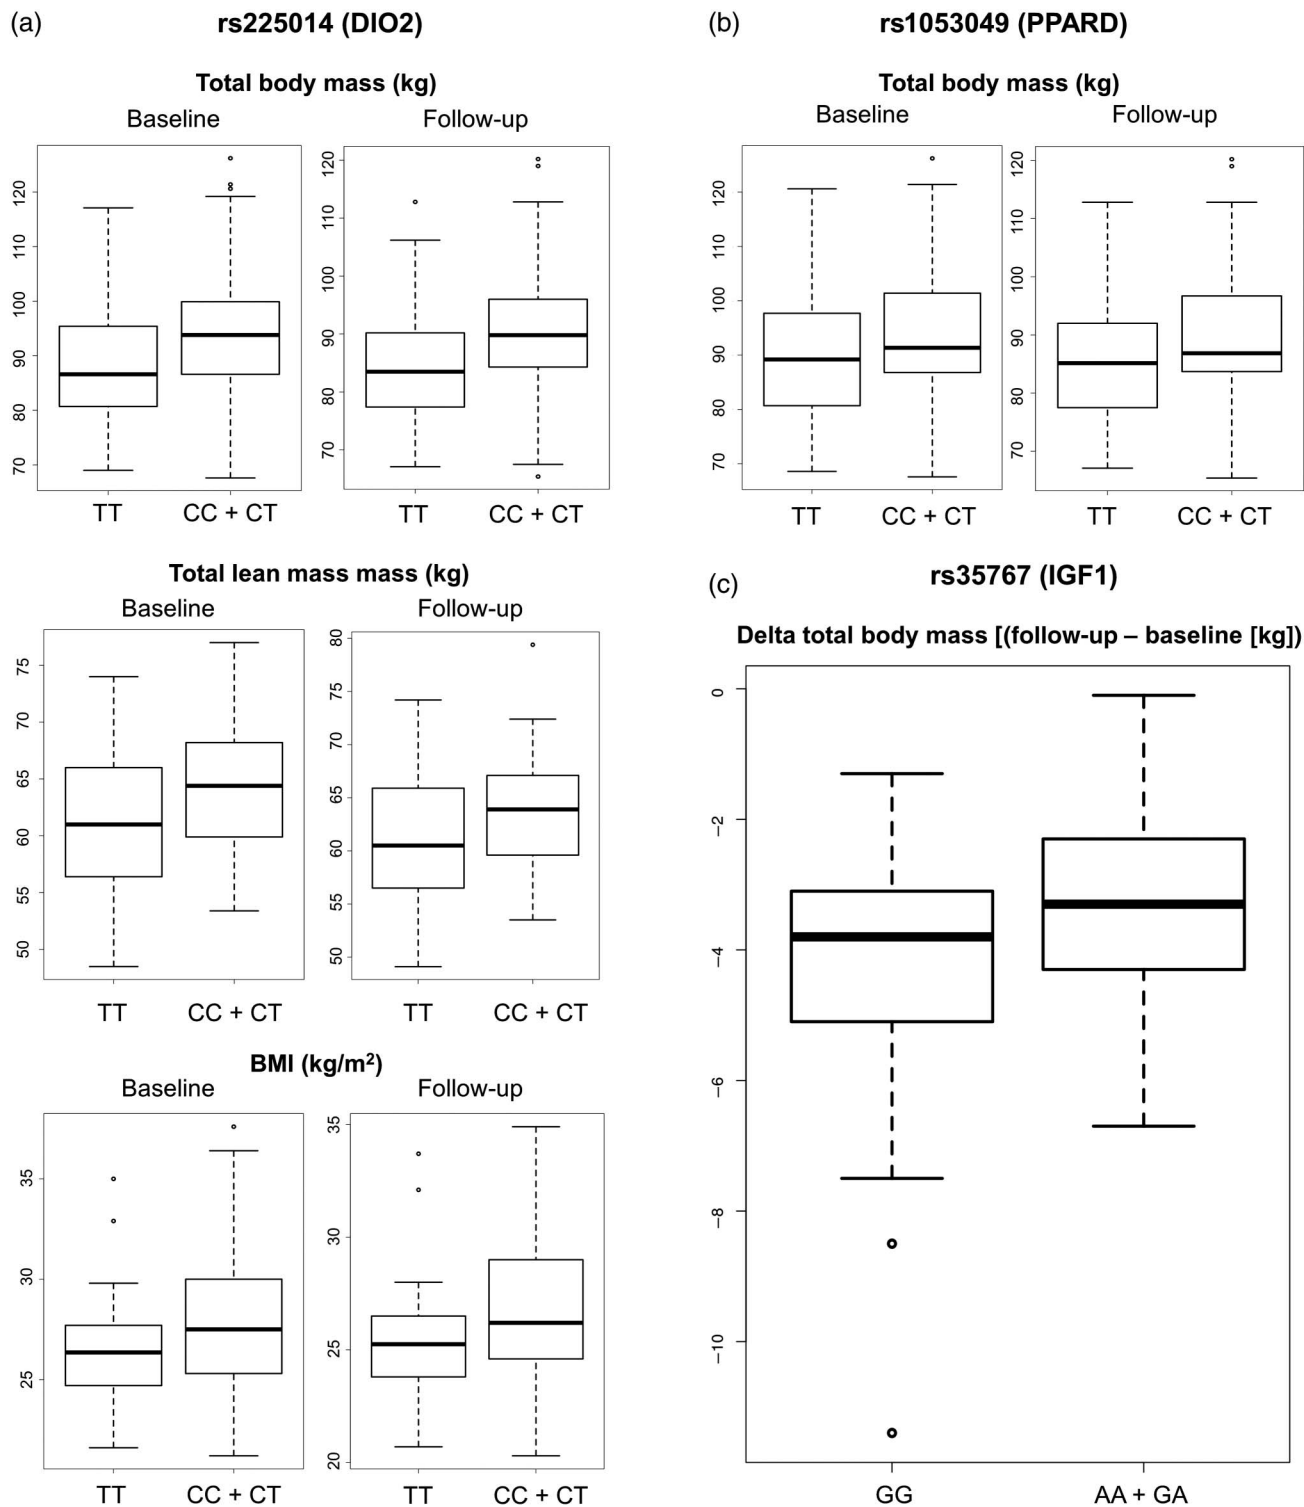 (a)
rs225014 (DIO2)
Total body mass (kg)
Baseline
Follow-up
120
110
100
90
80
70
TT
CC + CT
120
110
100
90
80
70
TT
CC + CT
Total lean mass mass (kg)
Baseline
Follow-up
75
70
65
60
55
50
TT
CC + CT
80
75
70
65
60
55
50
TT
CC + CT
BMI (kg/m²)
Baseline
Follow-up
35
30
25
TT
CC + CT
35
30
25
20
TT
CC + CT
(b)
rs1053049 (PPARD)
Total body mass (kg)
Baseline
Follow-up
120
110
100
90
80
70
TT
CC + CT
120
110
100
90
80
70
TT
CC + CT
(c)
rs35767 (IGF1)
Delta total body mass [(follow-up – baseline [kg])
0
−2
−4
−6
−8
−10
GG
AA + GA